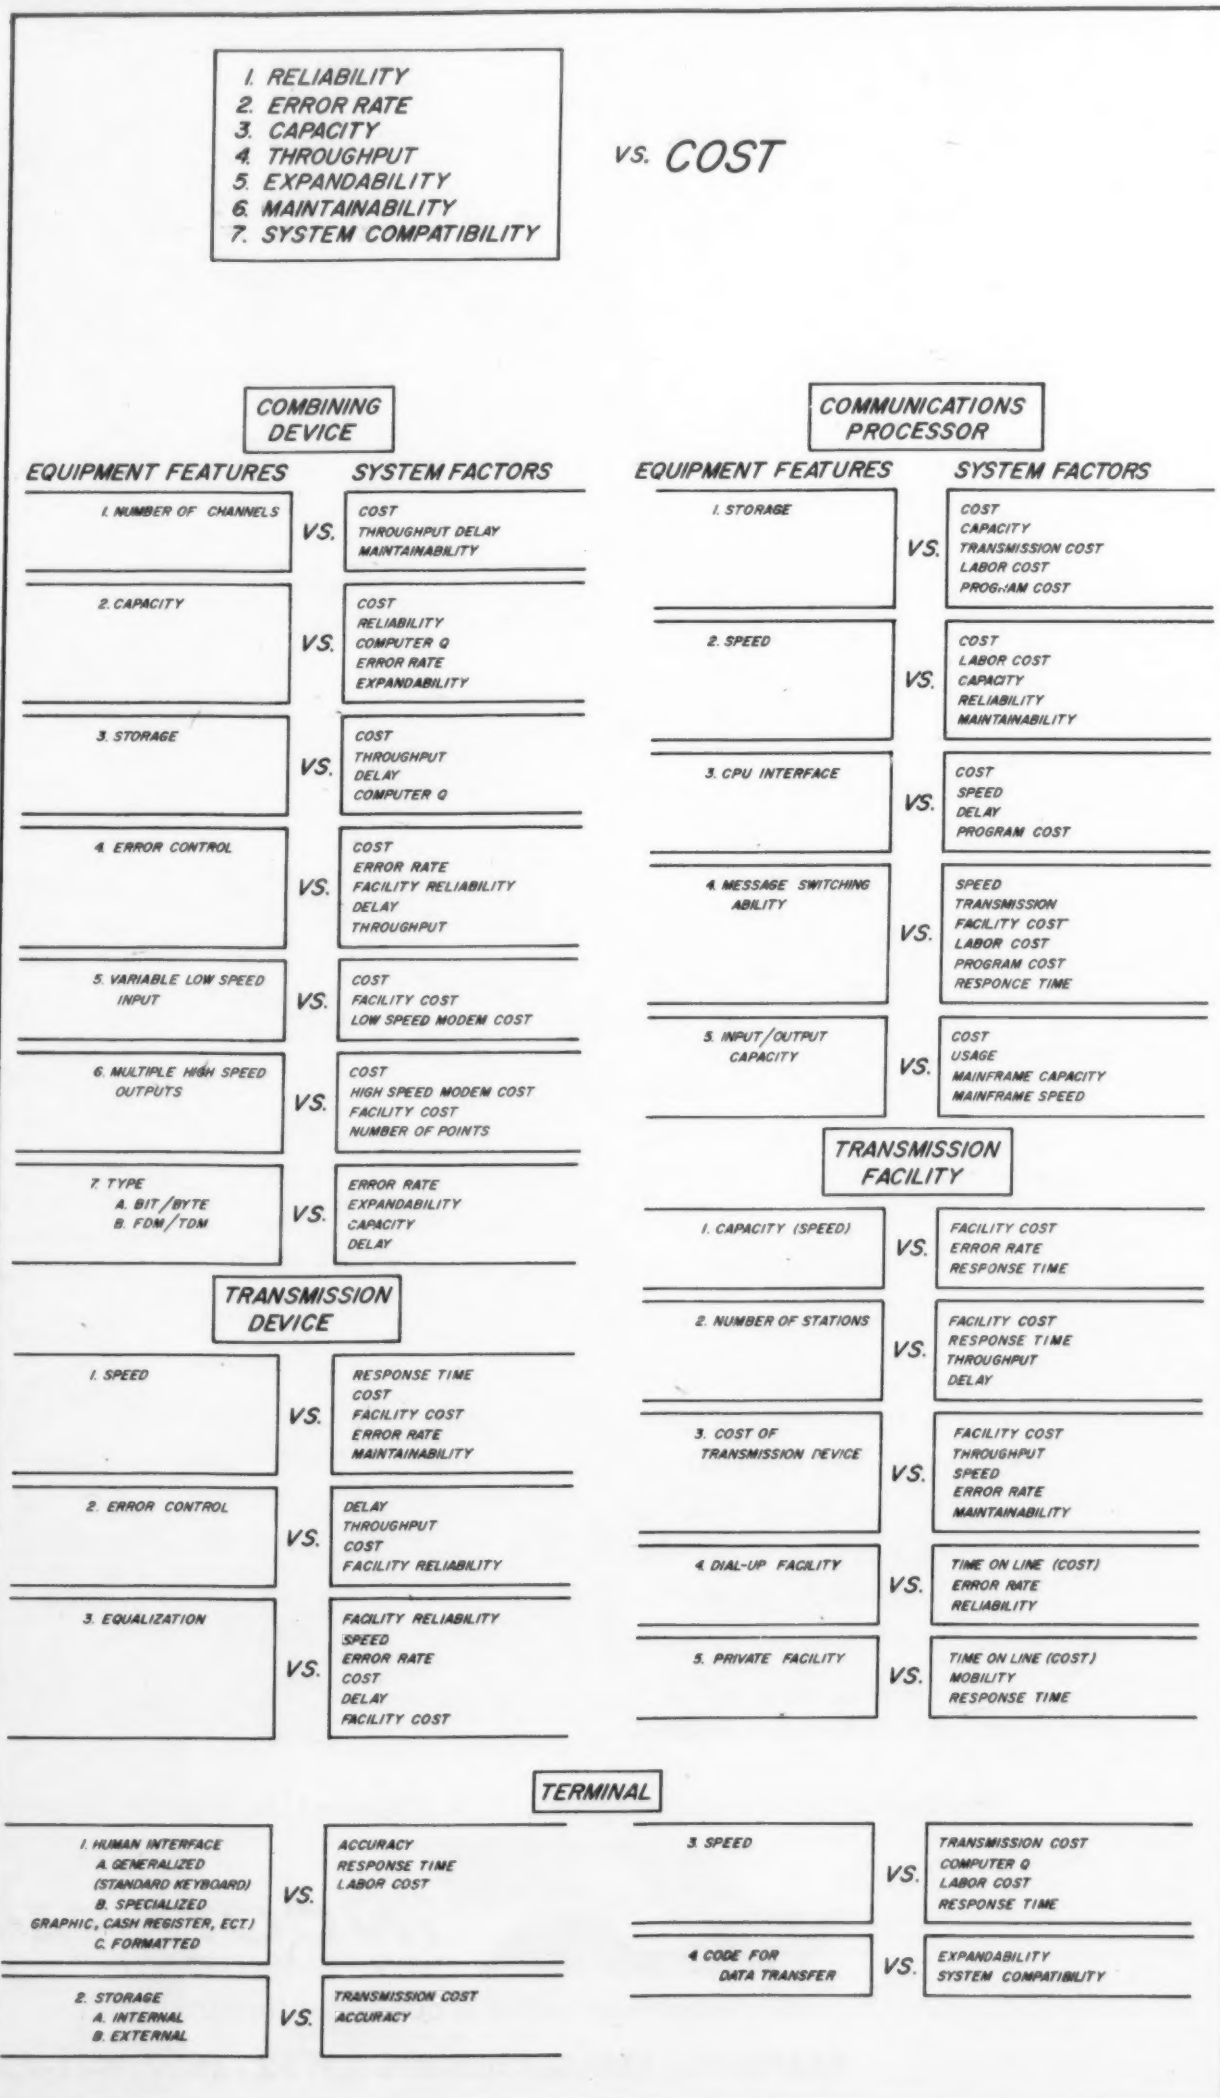 1. RELIABILITY
2. ERROR RATE
3. CAPACITY
4. THROUGHPUT
5. EXPANDABILITY
6. MAINTAINABILITY
7. SYSTEM COMPATIBILITY
VS. COST
COMBINING
DEVICE
EQUIPMENT FEATURES
SYSTEM FACTORS
1. NUMBER OF CHANNELS
VS.
COST
THROUGHPUT DELAY
MAINTAINABILITY
2. CAPACITY
VS.
COST
RELIABILITY
COMPUTER Q
ERROR RATE
EXPANDABILITY
3. STORAGE
VS.
COST
THROUGHPUT
DELAY
COMPUTER Q
4. ERROR CONTROL
VS.
COST
ERROR RATE
FACILITY RELIABILITY
DELAY
THROUGHPUT
5. VARIABLE LOW SPEED
INPUT
VS.
COST
FACILITY COST
LOW SPEED MODEM COST
6. MULTIPLE HIGH SPEED
OUTPUTS
VS.
COST
HIGH SPEED MODEM COST
FACILITY COST
NUMBER OF POINTS
7. TYPE
A. BIT/BYTE
B. FDM/TDM
VS.
ERROR RATE
EXPANDABILITY
CAPACITY
DELAY
TRANSMISSION
DEVICE
1. SPEED
VS.
RESPONSE TIME
COST
FACILITY COST
ERROR RATE
MAINTAINABILITY
2. ERROR CONTROL
VS.
DELAY
THROUGHPUT
COST
FACILITY RELIABILITY
3. EQUALIZATION
VS.
FACILITY RELIABILITY
SPEED
ERROR RATE
COST
DELAY
FACILITY COST
COMMUNICATIONS
PROCESSOR
EQUIPMENT FEATURES
SYSTEM FACTORS
1. STORAGE
VS.
COST
CAPACITY
TRANSMISSION COST
LABOR COST
PROGRAM COST
2. SPEED
VS.
COST
LABOR COST
CAPACITY
RELIABILITY
MAINTAINABILITY
3. CPU INTERFACE
VS.
COST
SPEED
DELAY
PROGRAM COST
4. MESSAGE SWITCHING
ABILITY
VS.
SPEED
TRANSMISSION
FACILITY COST
LABOR COST
PROGRAM COST
RESPONCE TIME
5. INPUT/OUTPUT
CAPACITY
VS.
COST
USAGE
MAINFRAME CAPACITY
MAINFRAME SPEED
TRANSMISSION
FACILITY
1. CAPACITY (SPEED)
VS.
FACILITY COST
ERROR RATE
RESPONSE TIME
2. NUMBER OF STATIONS
VS.
FACILITY COST
RESPONSE TIME
THROUGHPUT
DELAY
3. COST OF
TRANSMISSION DEVICE
VS.
FACILITY COST
THROUGHPUT
SPEED
ERROR RATE
MAINTAINABILITY
4. DIAL-UP FACILITY
VS.
TIME ON LINE (COST)
ERROR RATE
RELIABILITY
5. PRIVATE FACILITY
VS.
TIME ON LINE (COST)
MOBILITY
RESPONSE TIME
TERMINAL
1. HUMAN INTERFACE
A. GENERALIZED
(STANDARD KEYBOARD)
B. SPECIALIZED
GRAPHIC, CASH REGISTER, ECT)
C. FORMATTED
VS.
ACCURACY
RESPONSE TIME
LABOR COST
2. STORAGE
A. INTERNAL
B. EXTERNAL
VS.
TRANSMISSION COST
ACCURACY
3. SPEED
VS.
TRANSMISSION COST
COMPUTER Q
LABOR COST
RESPONSE TIME
4 CODE FOR
DATA TRANSFER
VS.
EXPANDABILITY
SYSTEM COMPATIBILITY